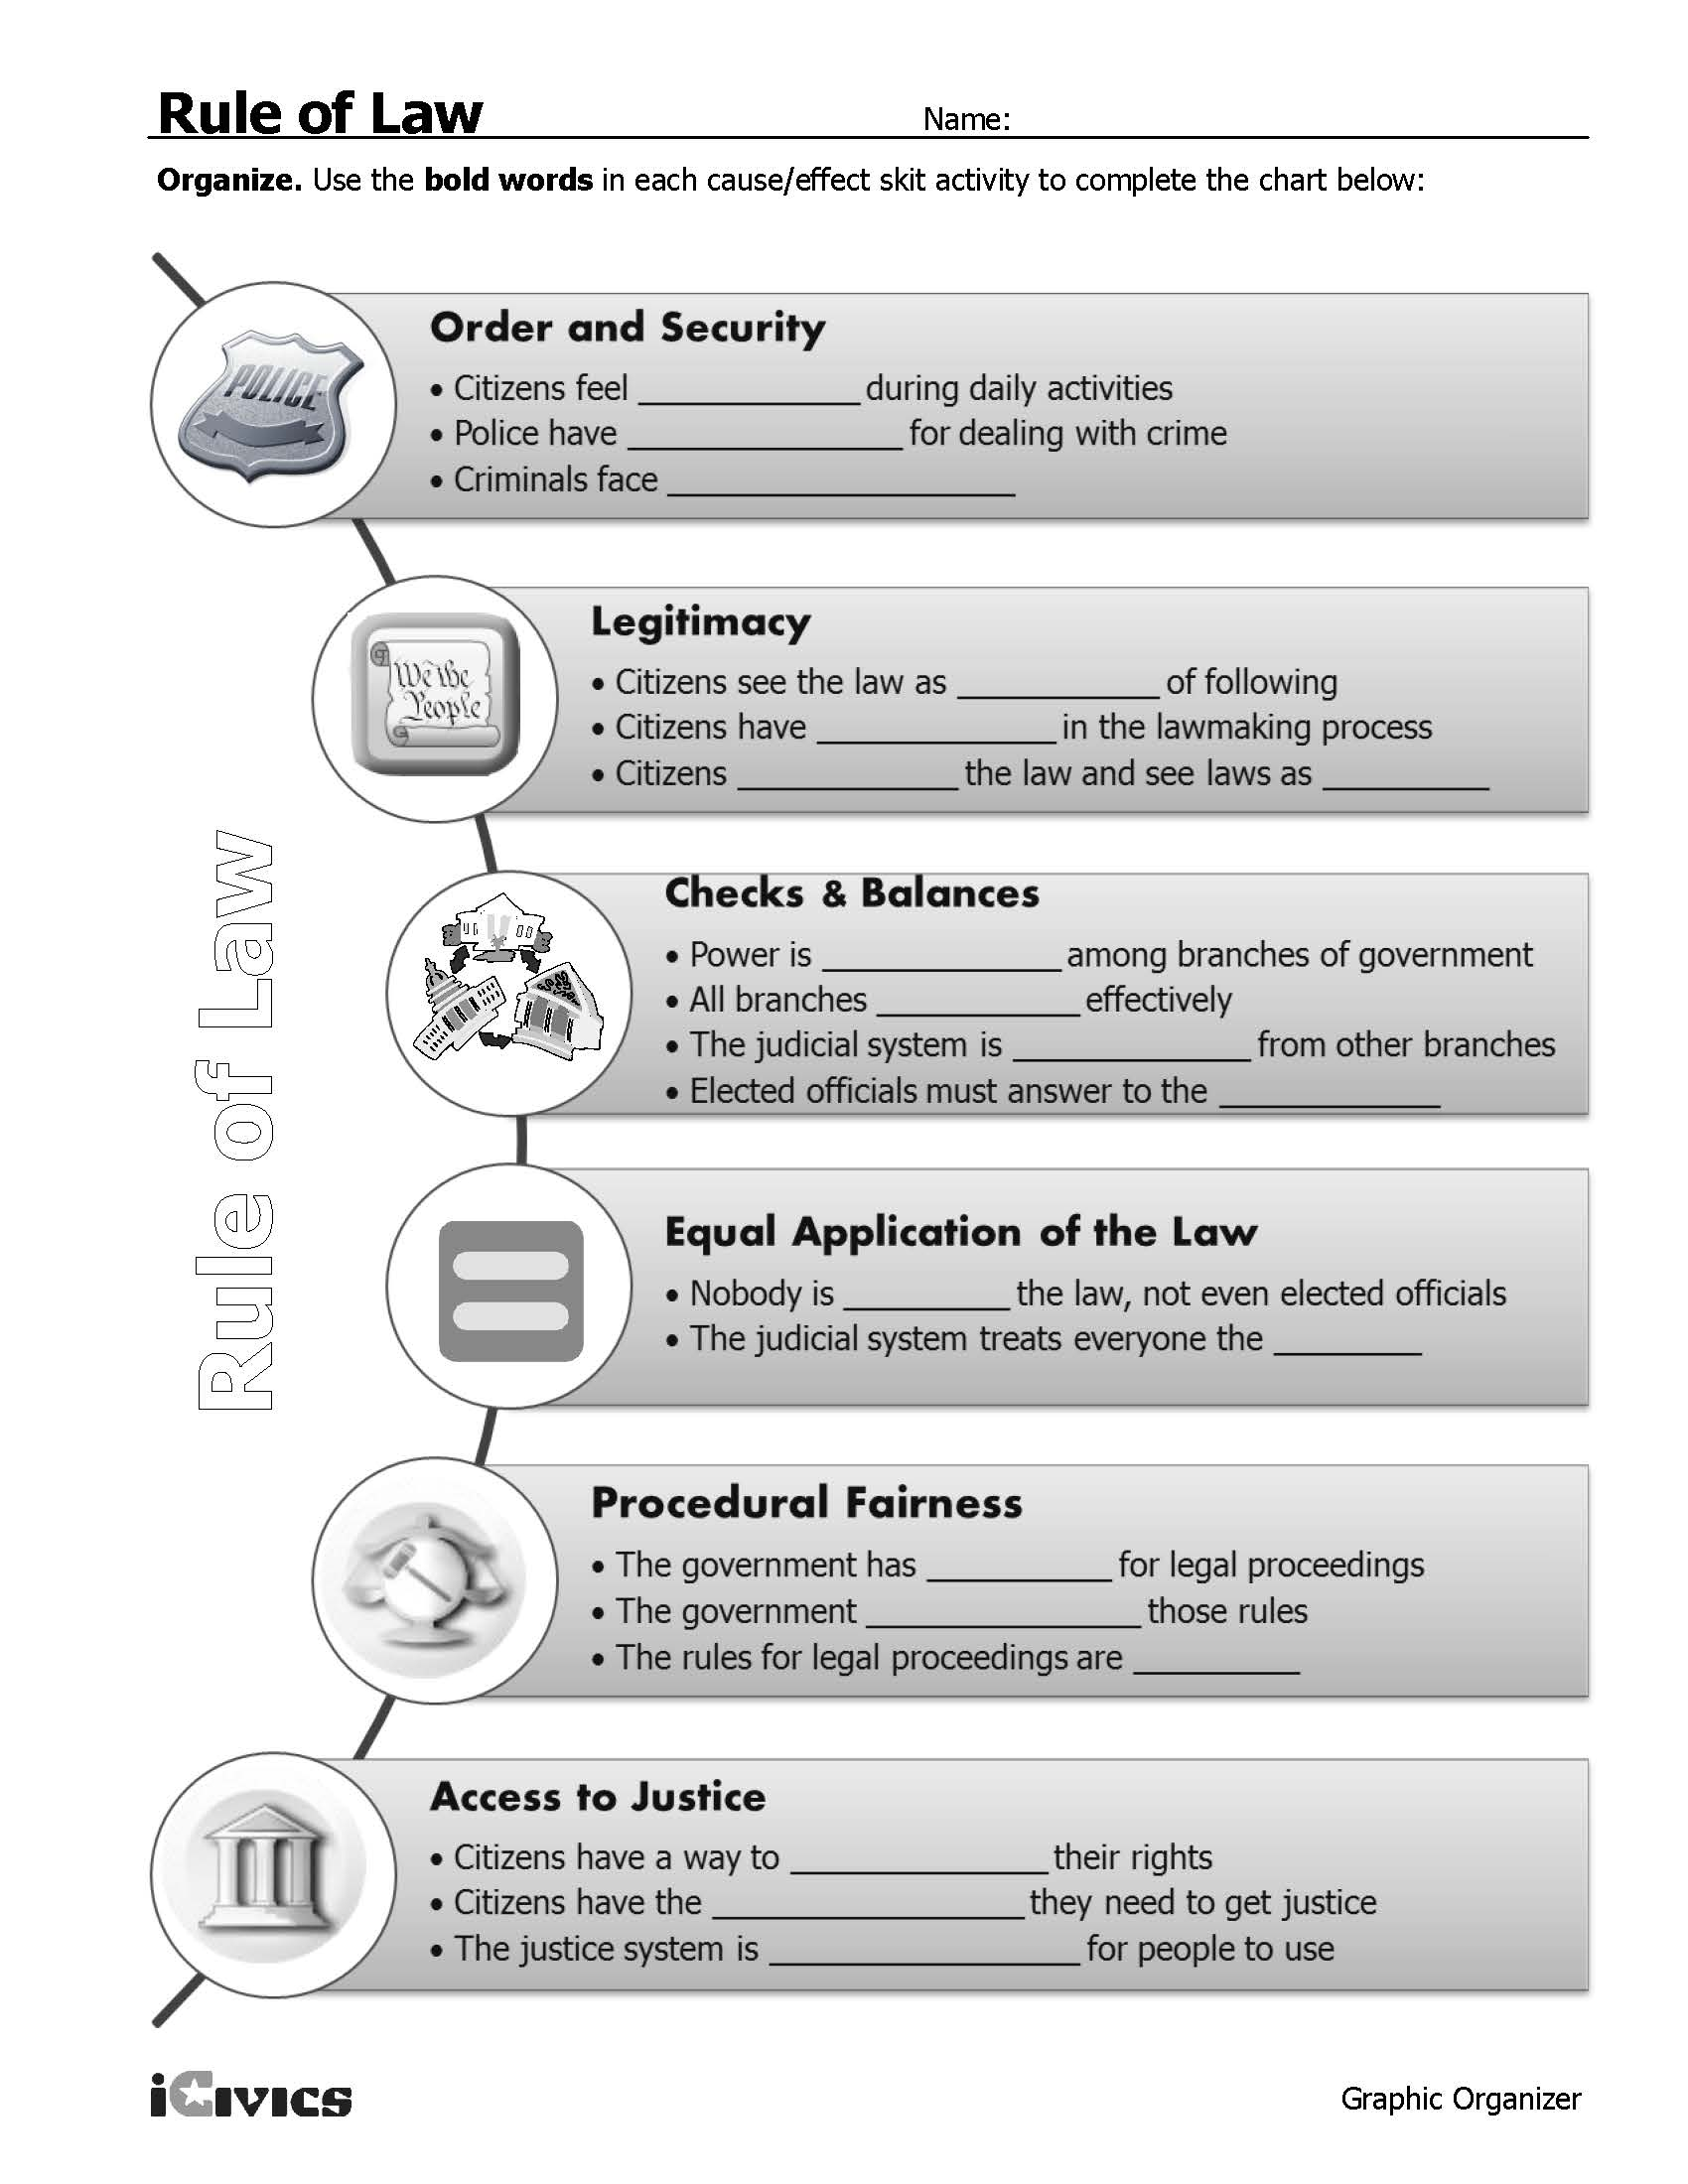 Rule of Law
Name:
Organize. Use the bold words in each cause/effect skit activity to complete the chart below:
POLICE
Order and Security
• Citizens feel ____________ during daily activities
• Police have _______________ for dealing with crime
• Criminals face ___________________
We the
People
Legitimacy
• Citizens see the law as ___________ of following
• Citizens have _____________ in the lawmaking process
• Citizens ____________ the law and see laws as _________
Rule of Law
Checks & Balances
• Power is _____________ among branches of government
• All branches ___________ effectively
• The judicial system is _____________ from other branches
• Elected officials must answer to the ____________
Equal Application of the Law
• Nobody is _________ the law, not even elected officials
• The judicial system treats everyone the ________
Procedural Fairness
• The government has __________ for legal proceedings
• The government _______________ those rules
• The rules for legal proceedings are _________
Access to Justice
• Citizens have a way to ______________ their rights
• Citizens have the _________________ they need to get justice
• The justice system is _________________ for people to use
iCivics
Graphic Organizer